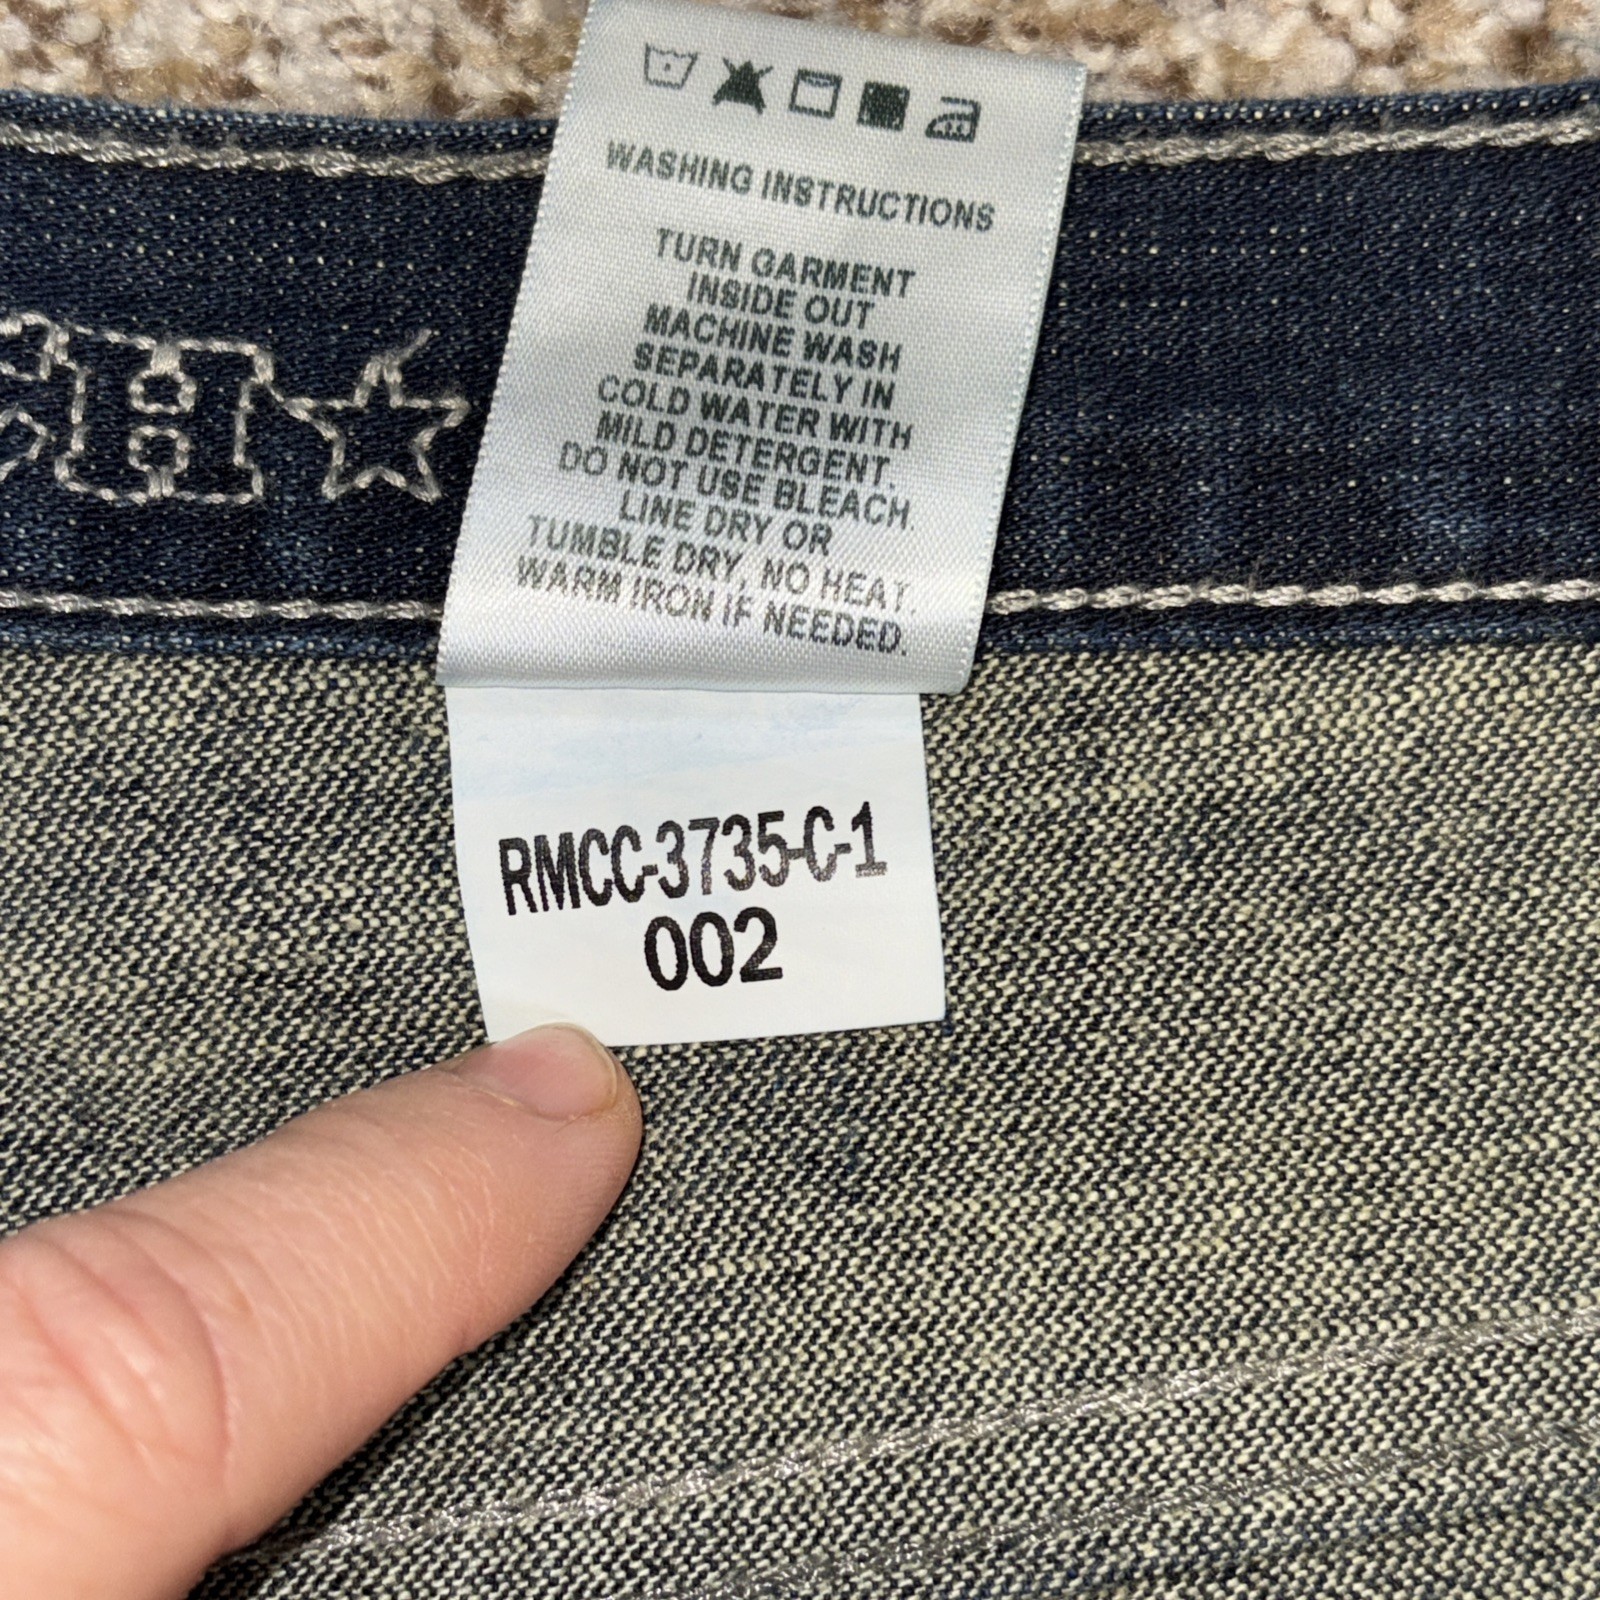 WASHING INSTRUCTIONS
TURN GARMENT
INSIDE OUT
MACHINE WASH
SEPARATELY IN
COLD WATER WITH
MILD DETERGENT.
DO NOT USE BLEACH.
LINE DRY OR
TUMBLE DRY, NO HEAT.
WARM IRON IF NEEDED.
RMCC-3735-C-1
002